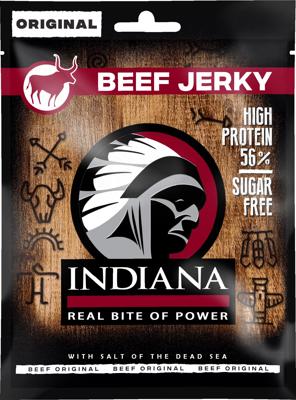 ORIGINAL
BEEF JERKY
HIGH
PROTEIN
56%
SUGAR
FREE
INDIANA
REAL BITE OF POWER
WITH SALT OF THE DEAD SEA
BEEF ORIGINAL BEEF ORIGINAL BEEF ORIGINAL